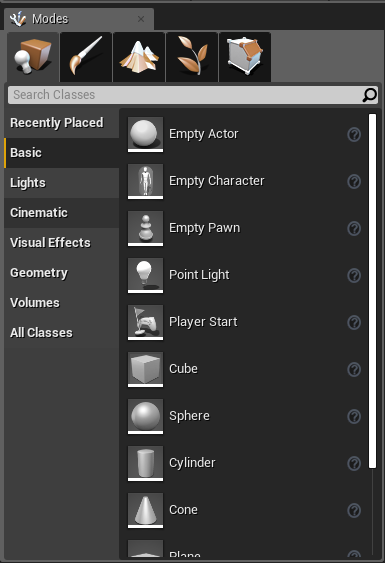 Modes
Search Classes
Recently Placed
Basic
Lights
Cinematic
Visual Effects
Geometry
Volumes
All Classes
Empty Actor
Empty Character
Empty Pawn
Point Light
Player Start
Cube
Sphere
Cylinder
Cone
Plane